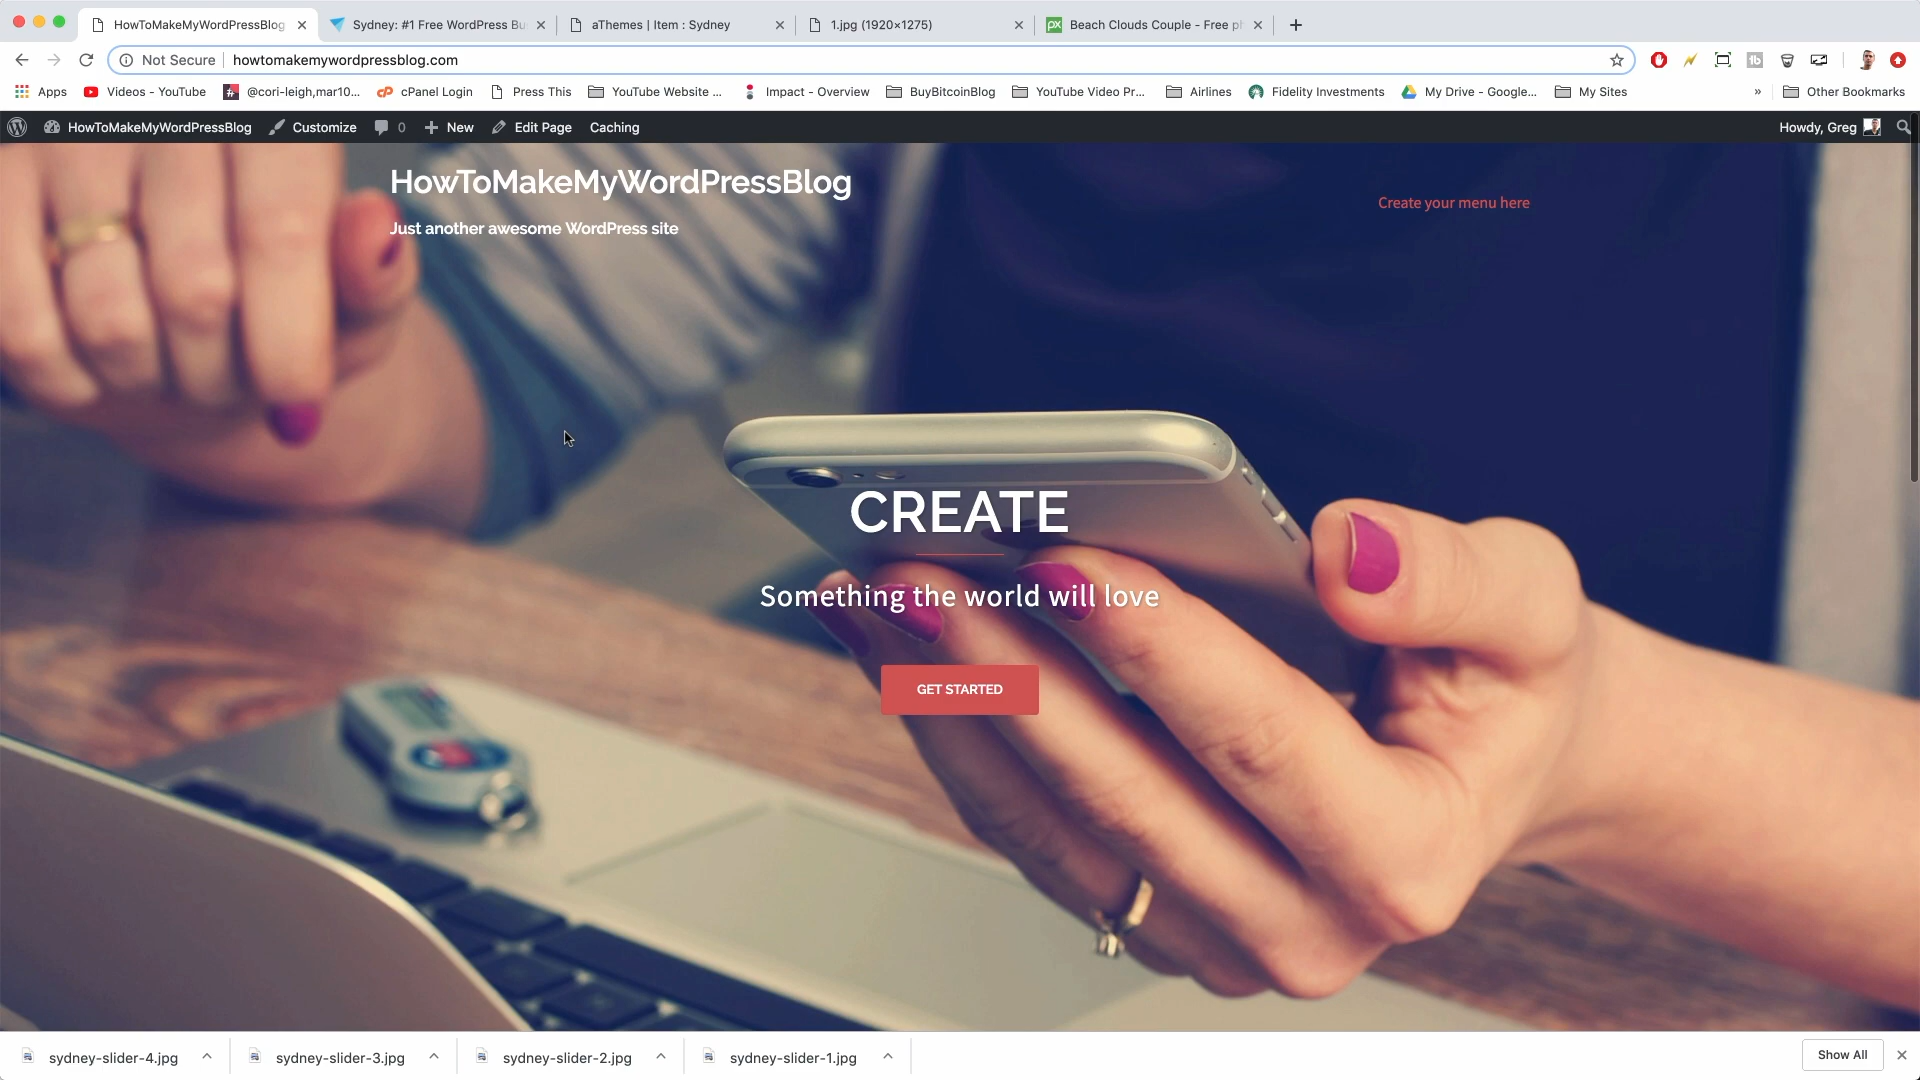 HowToMakeMyWordPressBlog
Sydney: #1 Free WordPress Bu
aThemes | Item : Sydney
1.jpg (1920×1275)
Beach Clouds Couple - Free p
Not Secure
howtomakemywordpressblog.com
Apps
Videos - YouTube
@cori-leigh,mar10...
cPanel Login
Press This
YouTube Website ...
Impact - Overview
BuyBitcoinBlog
YouTube Video Pr...
Airlines
Fidelity Investments
My Drive - Google...
My Sites
»
Other Bookmarks
HowToMakeMyWordPressBlog
Customize
0
New
Edit Page
Caching
Howdy, Greg
HowToMakeMyWordPressBlog
Just another awesome WordPress site
Create your menu here
CREATE
Something the world will love
GET STARTED
sydney-slider-4.jpg
sydney-slider-3.jpg
sydney-slider-2.jpg
sydney-slider-1.jpg
Show All